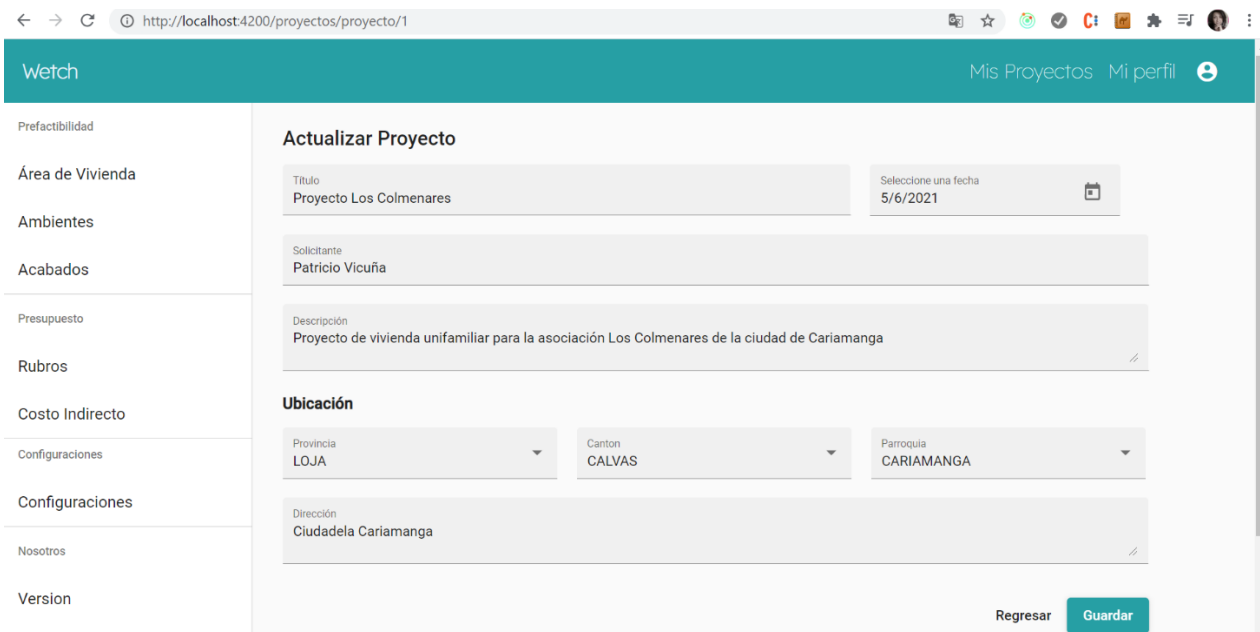 http://localhost:4200/proyectos/proyecto/1
Wetch
Mis Proyectos Mi perfil
Prefactibilidad
Área de Vivienda
Ambientes
Acabados
Presupuesto
Rubros
Costo Indirecto
Configuraciones
Configuraciones
Nosotros
Version
Actualizar Proyecto
Título
Proyecto Los Colmenares
Seleccione una fecha
5/6/2021
Solicitante
Patricio Vicuña
Descripción
Proyecto de vivienda unifamiliar para la asociación Los Colmenares de la ciudad de Cariamanga
Ubicación
Provincia
LOJA
Canton
CALVAS
Parroquia
CARIAMANGA
Dirección
Ciudadela Cariamanga
Regresar Guardar